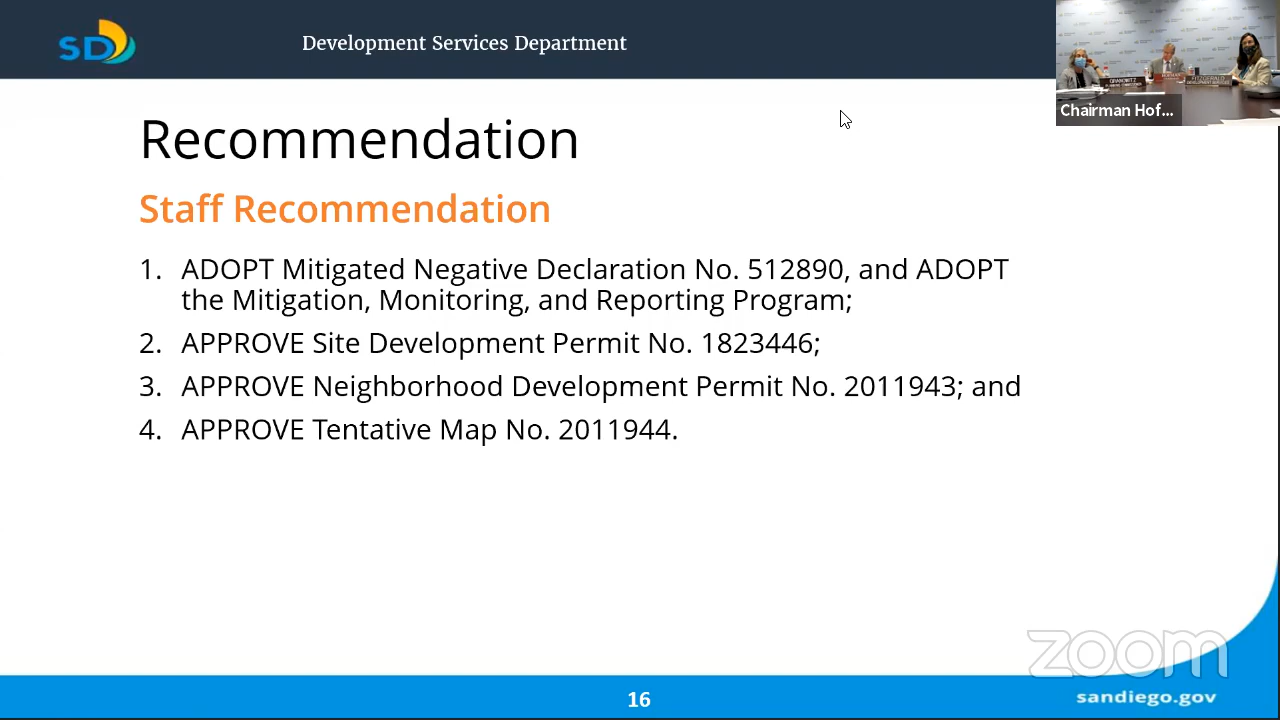 SD
Development Services Department
Chairman Hof...
Recommendation
Staff Recommendation
1. ADOPT Mitigated Negative Declaration No. 512890, and ADOPT
the Mitigation, Monitoring, and Reporting Program;
2. APPROVE Site Development Permit No. 1823446;
3. APPROVE Neighborhood Development Permit No. 2011943; and
4. APPROVE Tentative Map No. 2011944.
zoom
16
sandiego.gov